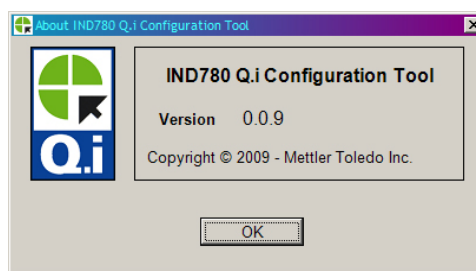 About IND780 Q.i Configuration Tool
Q.i
IND780 Q.i Configuration Tool
Version 0.0.9
Copyright © 2009 - Mettler Toledo Inc.
OK